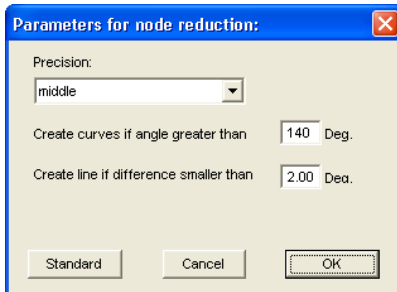 Parameters for node reduction:
Precision:
middle
Create curves if angle greater than 140 Deg.
Create line if difference smaller than 2.00 Deg.
Standard Cancel OK